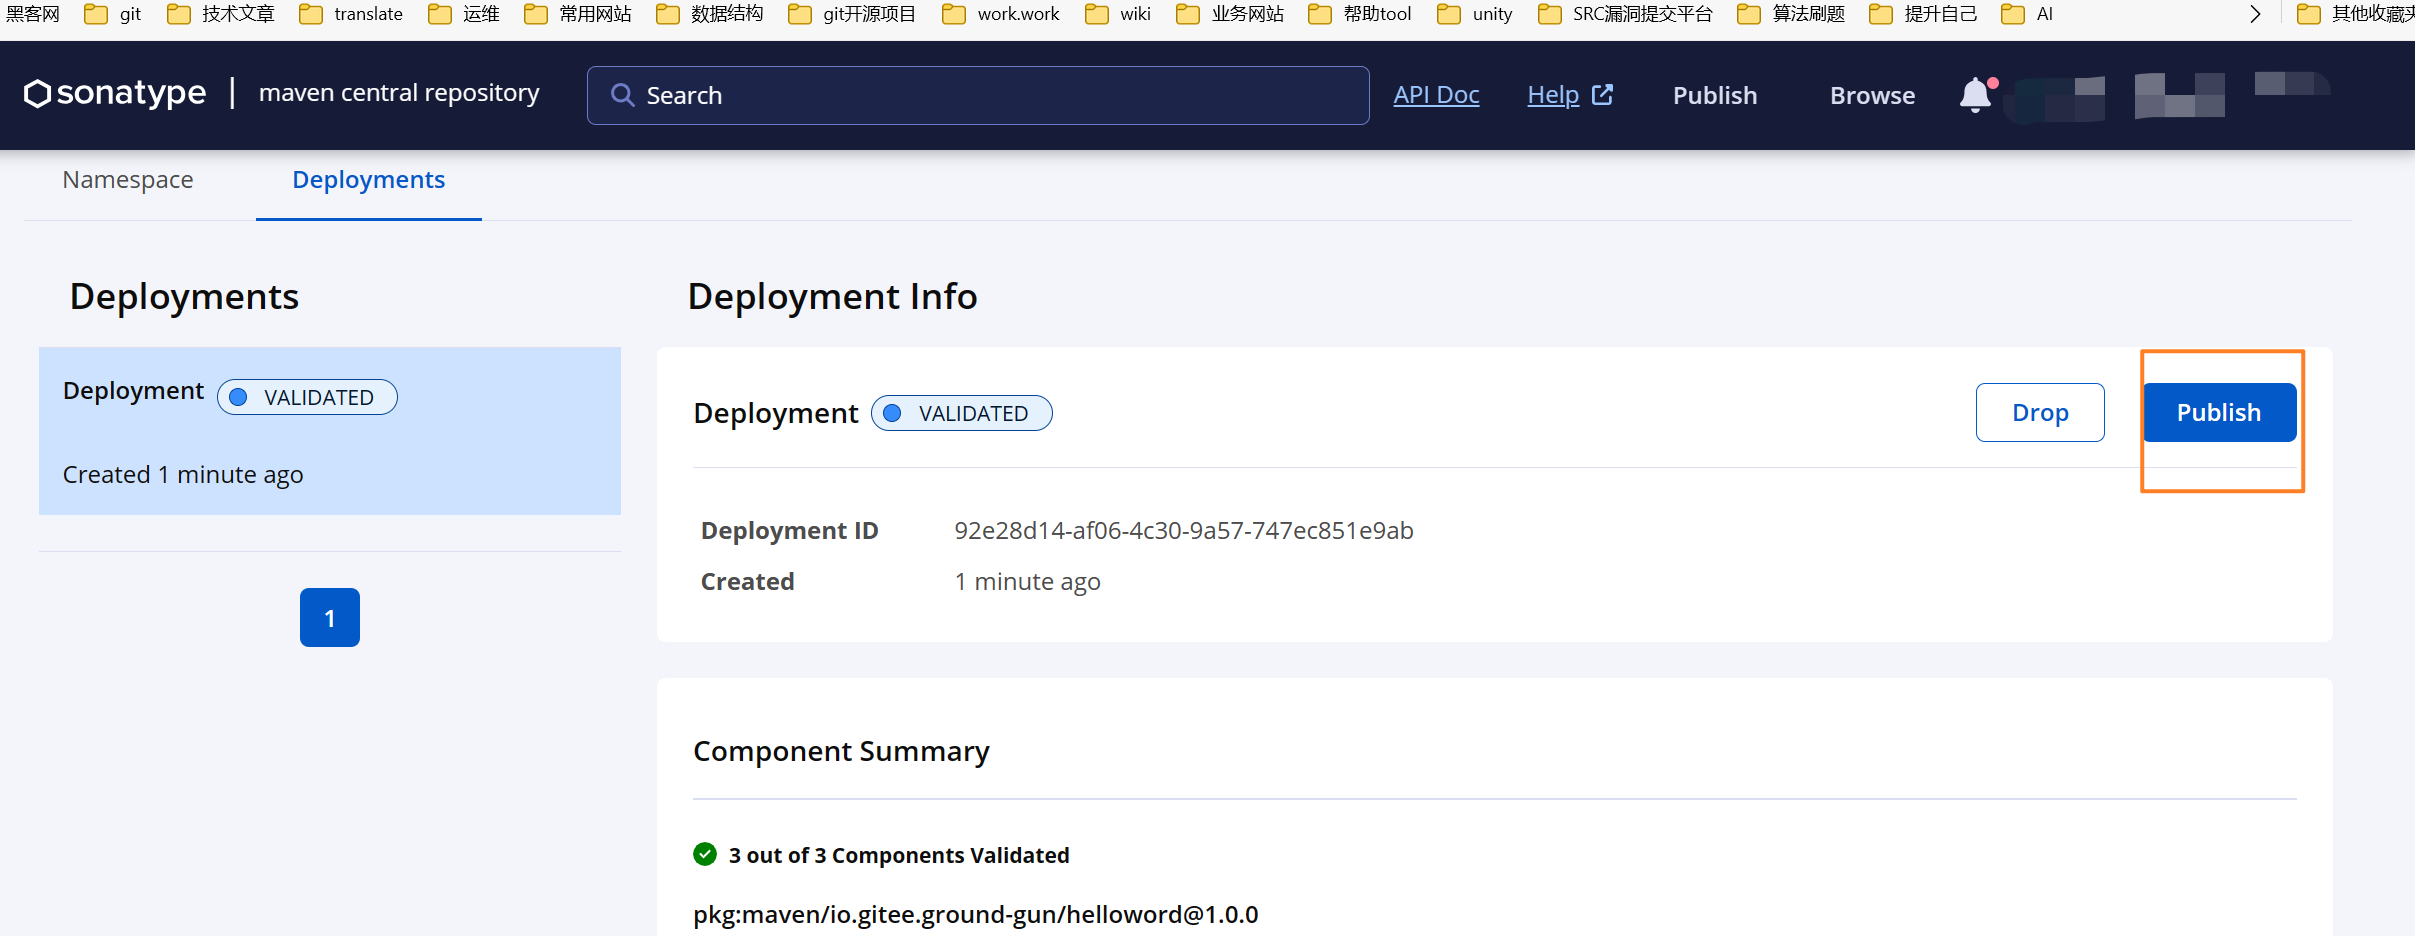 黑客网 git 技术文章 translate 运维 常用网站 数据结构 git开源项目 work.work wiki 业务网站 帮助tool unity SRC漏洞提交平台 算法刷题 提升自己 AI 其他收藏夹
sonatype | maven central repository Search API Doc Help Publish Browse
Namespace Deployments
Deployments
Deployment VALIDATED
Created 1 minute ago
1
Deployment Info
Deployment VALIDATED Drop Publish
Deployment ID 92e28d14-af06-4c30-9a57-747ec851e9ab
Created 1 minute ago
Component Summary
3 out of 3 Components Validated
pkg:maven/io.gitee.ground-gun/helloword@1.0.0